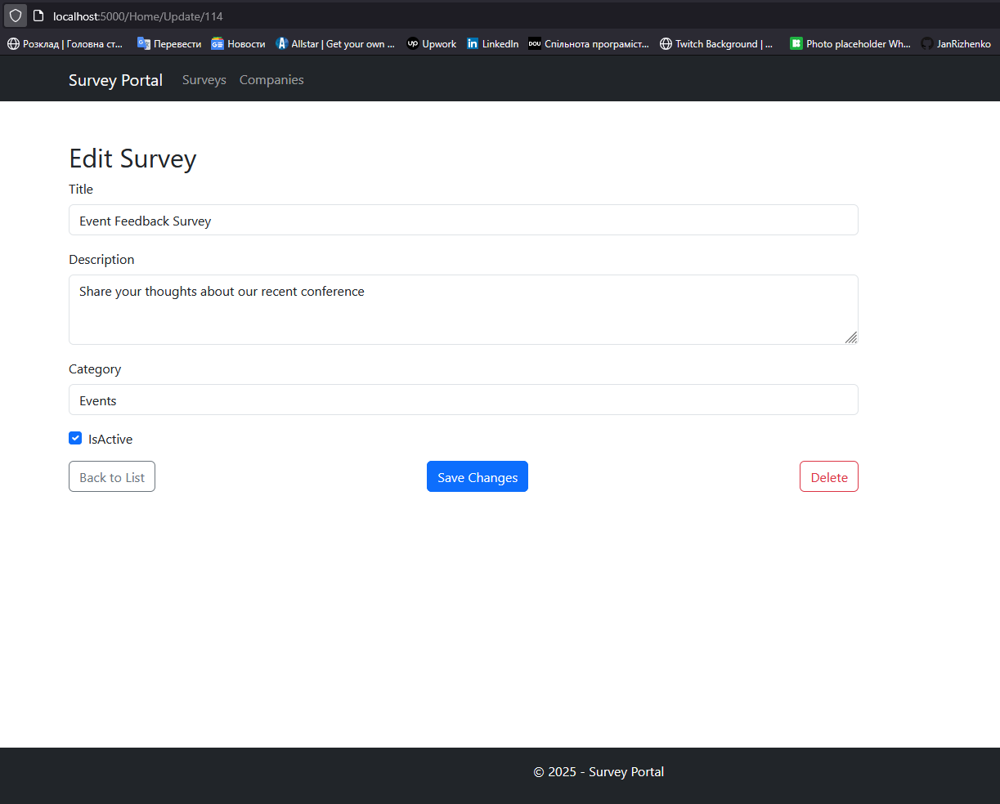 localhost:5000/Home/Update/114
Розклад | Головна ст... Перевести Новости Allstar | Get your own ... Upwork LinkedIn DOU Спільнота програміст... Twitch Background | ... Photo placeholder Wh... JanRizhenko
Survey Portal Surveys Companies
Edit Survey
Title
Event Feedback Survey
Description
Share your thoughts about our recent conference
Category
Events
IsActive
Back to List Save Changes Delete
© 2025 - Survey Portal